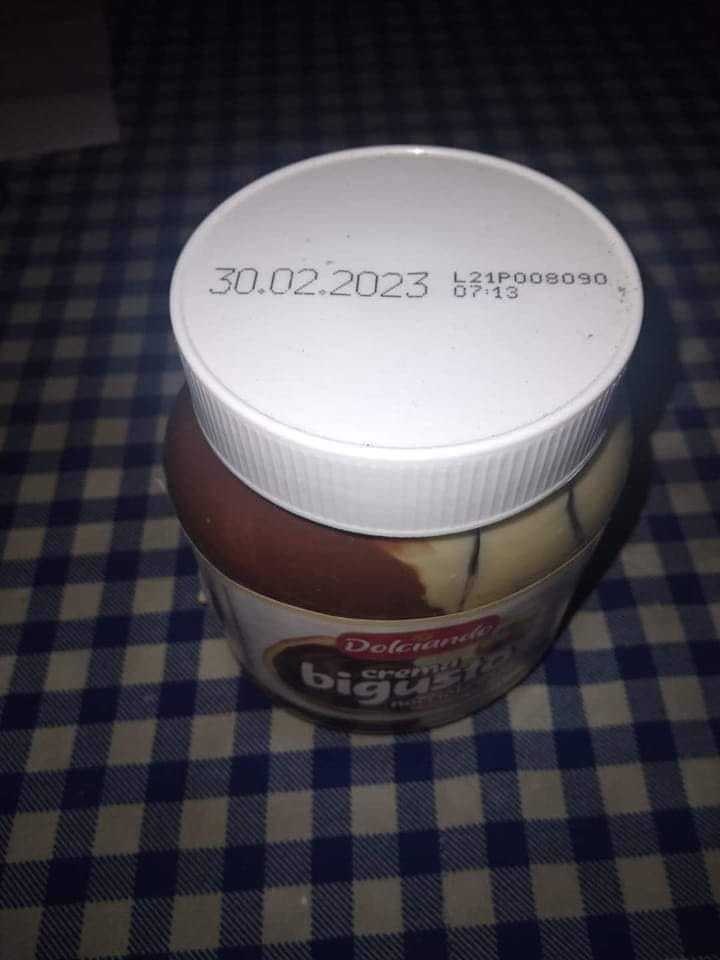 30.02.2023
L21P008090
07:13
Dolciando
crema
bigusto